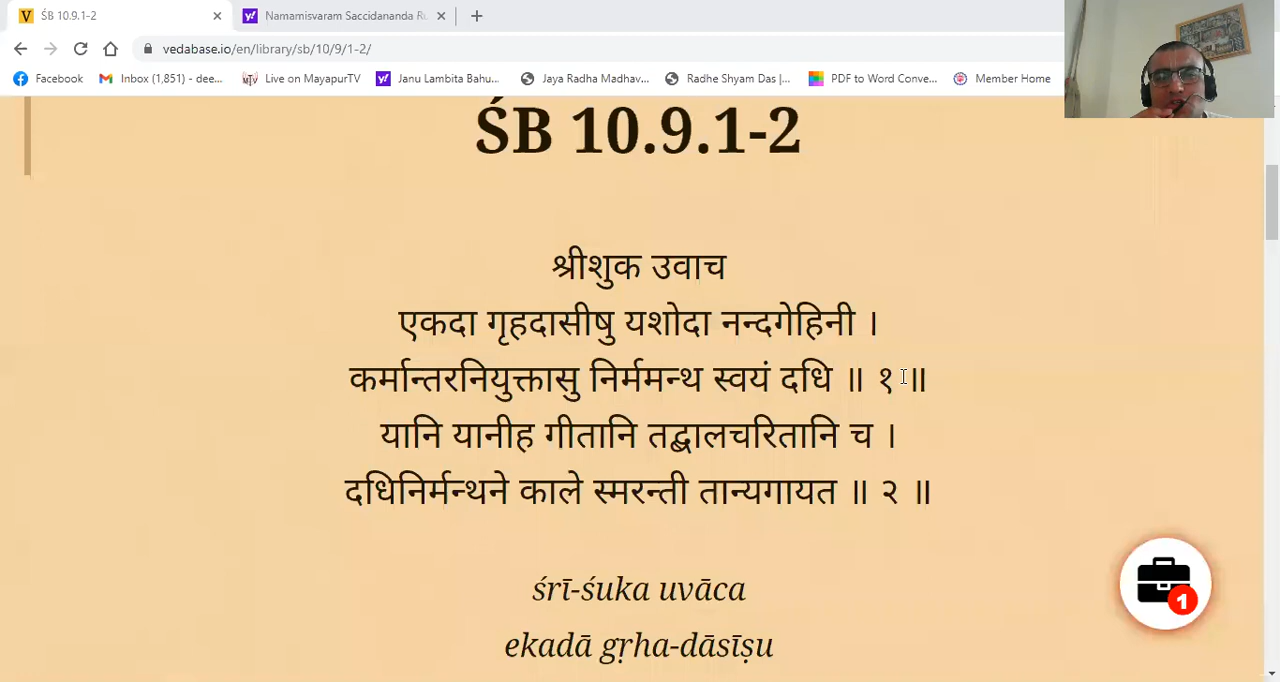 ŚB 10.9.1-2
Namamisvaram Saccidananda Ru
vedabase.io/en/library/sb/10/9/1-2/
Facebook
Inbox (1,851) - dee...
Live on MayapurTV
Janu Lambita Bahu...
Jaya Radha Madhav...
Radhe Shyam Das |...
PDF to Word Conve...
Member Home
ŚB 10.9.1-2
श्रीशुक उवाच
एकदा गृहदासीषु यशोदा नन्दगेहिनी ।
कर्मान्तरनियुक्तासु निर्ममन्थ स्वयं दधि ॥ १ ॥
यानि यानीह गीतानि तद्बालचरितानि च ।
दधिनिर्मन्थने काले स्मरन्ती तान्यगायत ॥ २ ॥
śrī-śuka uvāca
ekadā gṛha-dāsīṣu
1